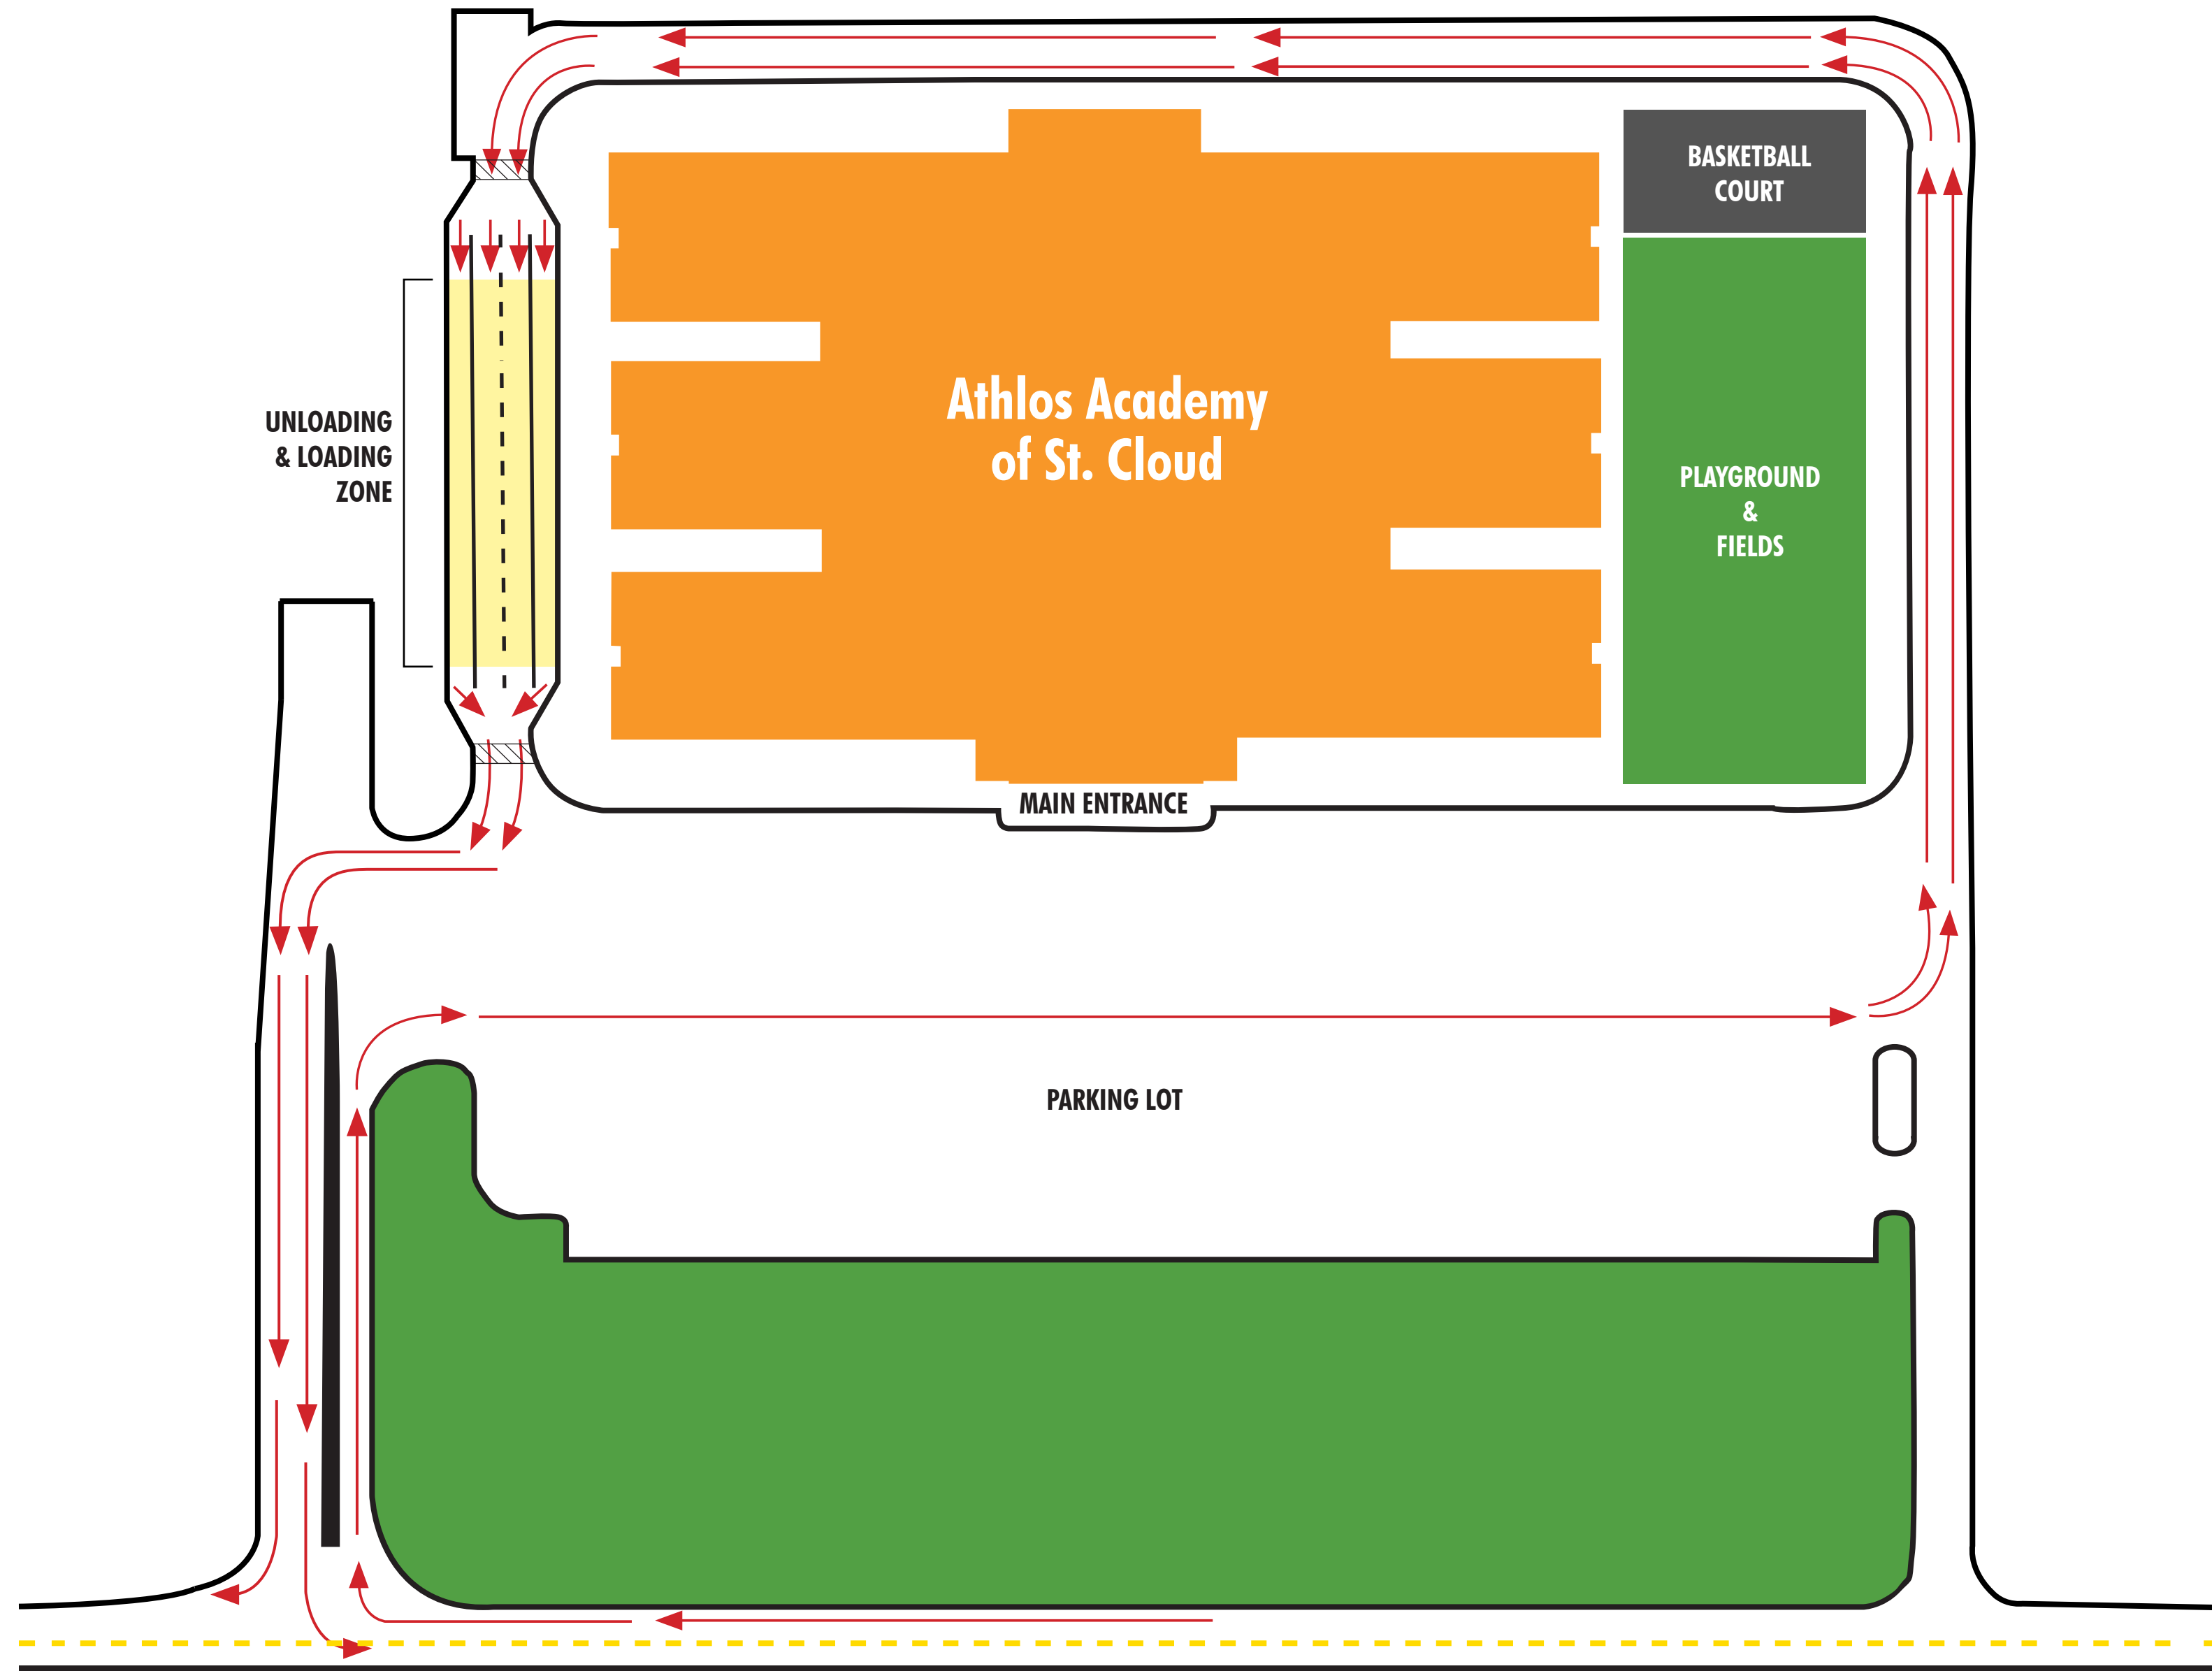 BASKETBALL
COURT
UNLOADING
& LOADING
ZONE
Athlos Academy
of St. Cloud
PLAYGROUND
&
FIELDS
MAIN ENTRANCE
PARKING LOT